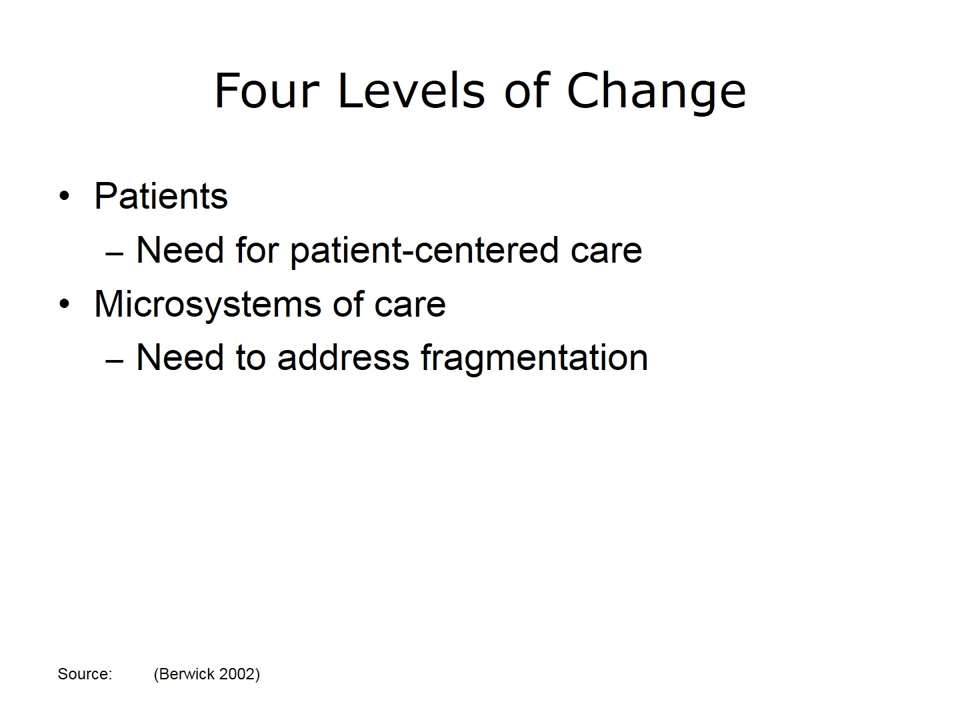 Four Levels of Change
• Patients
– Need for patient-centered care
• Microsystems of care
– Need to address fragmentation
Source: (Berwick 2002)